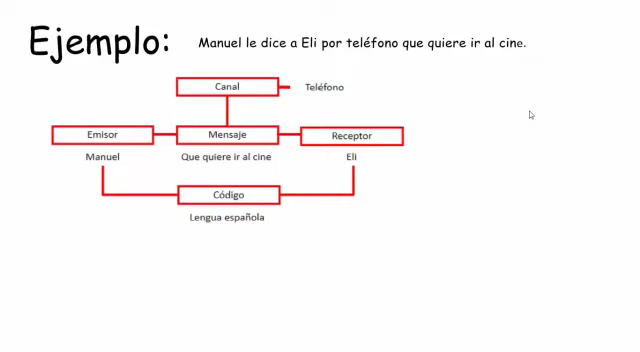 Ejemplo:
Manuel le dice a Eli por teléfono que quiere ir al cine.
Canal
Teléfono
Emisor
Mensaje
Receptor
Manuel
Que quiere ir al cine
Eli
Código
Lengua española